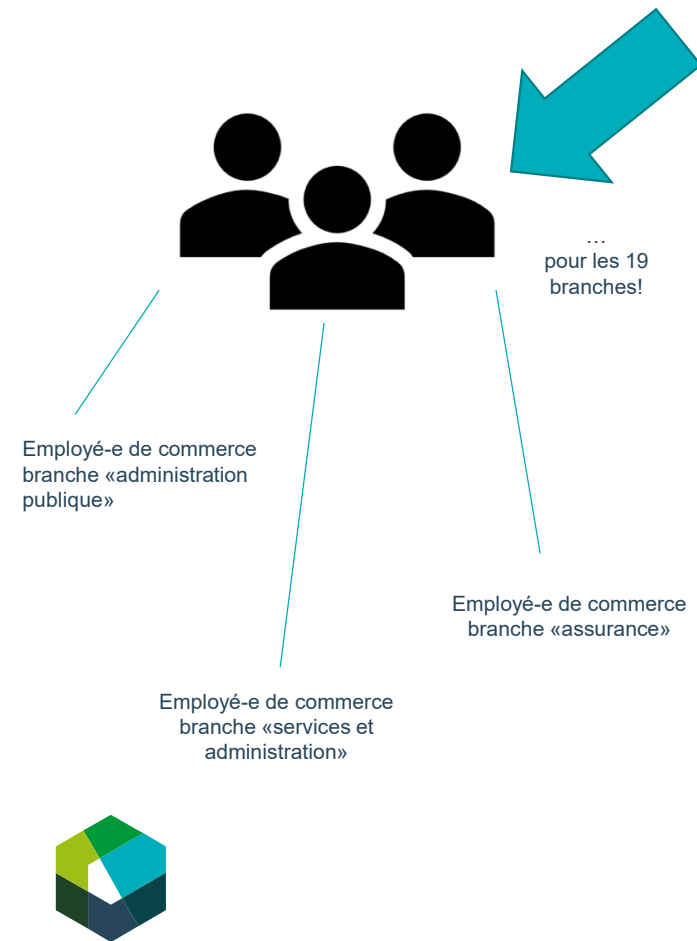 …
pour les 19
branches!
Employé-e de commerce
branche «administration
publique»
Employé-e de commerce
branche «assurance»
Employé-e de commerce
branche «services et
administration»